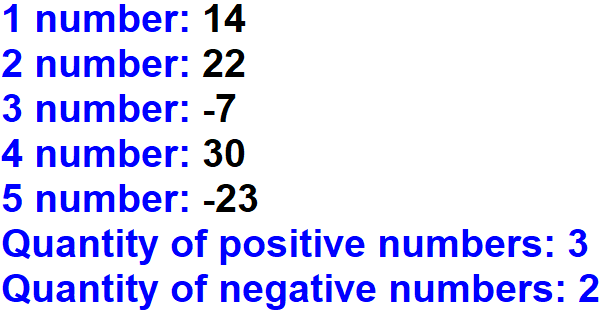 1 number: 14
2 number: 22
3 number: -7
4 number: 30
5 number: -23
Quantity of positive numbers: 3
Quantity of negative numbers: 2